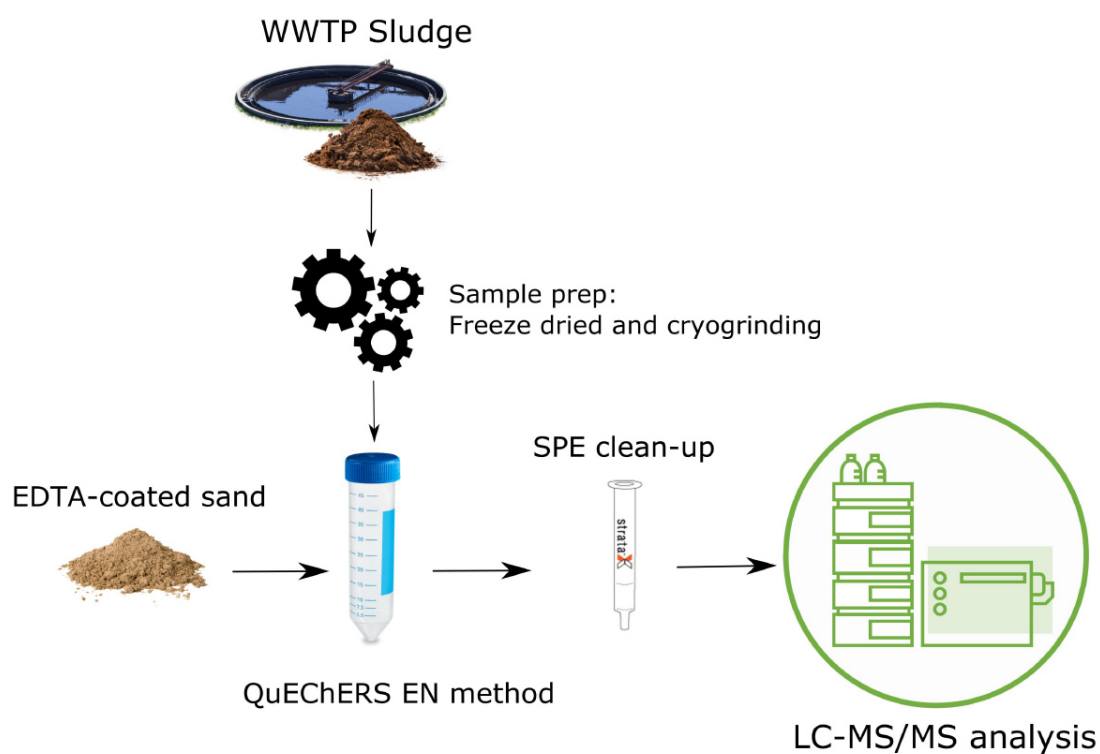 WWTP Sludge
Sample prep:
Freeze dried and cryogrinding
SPE clean-up
EDTA-coated sand
strata
QuEChERS EN method
LC-MS/MS analysis